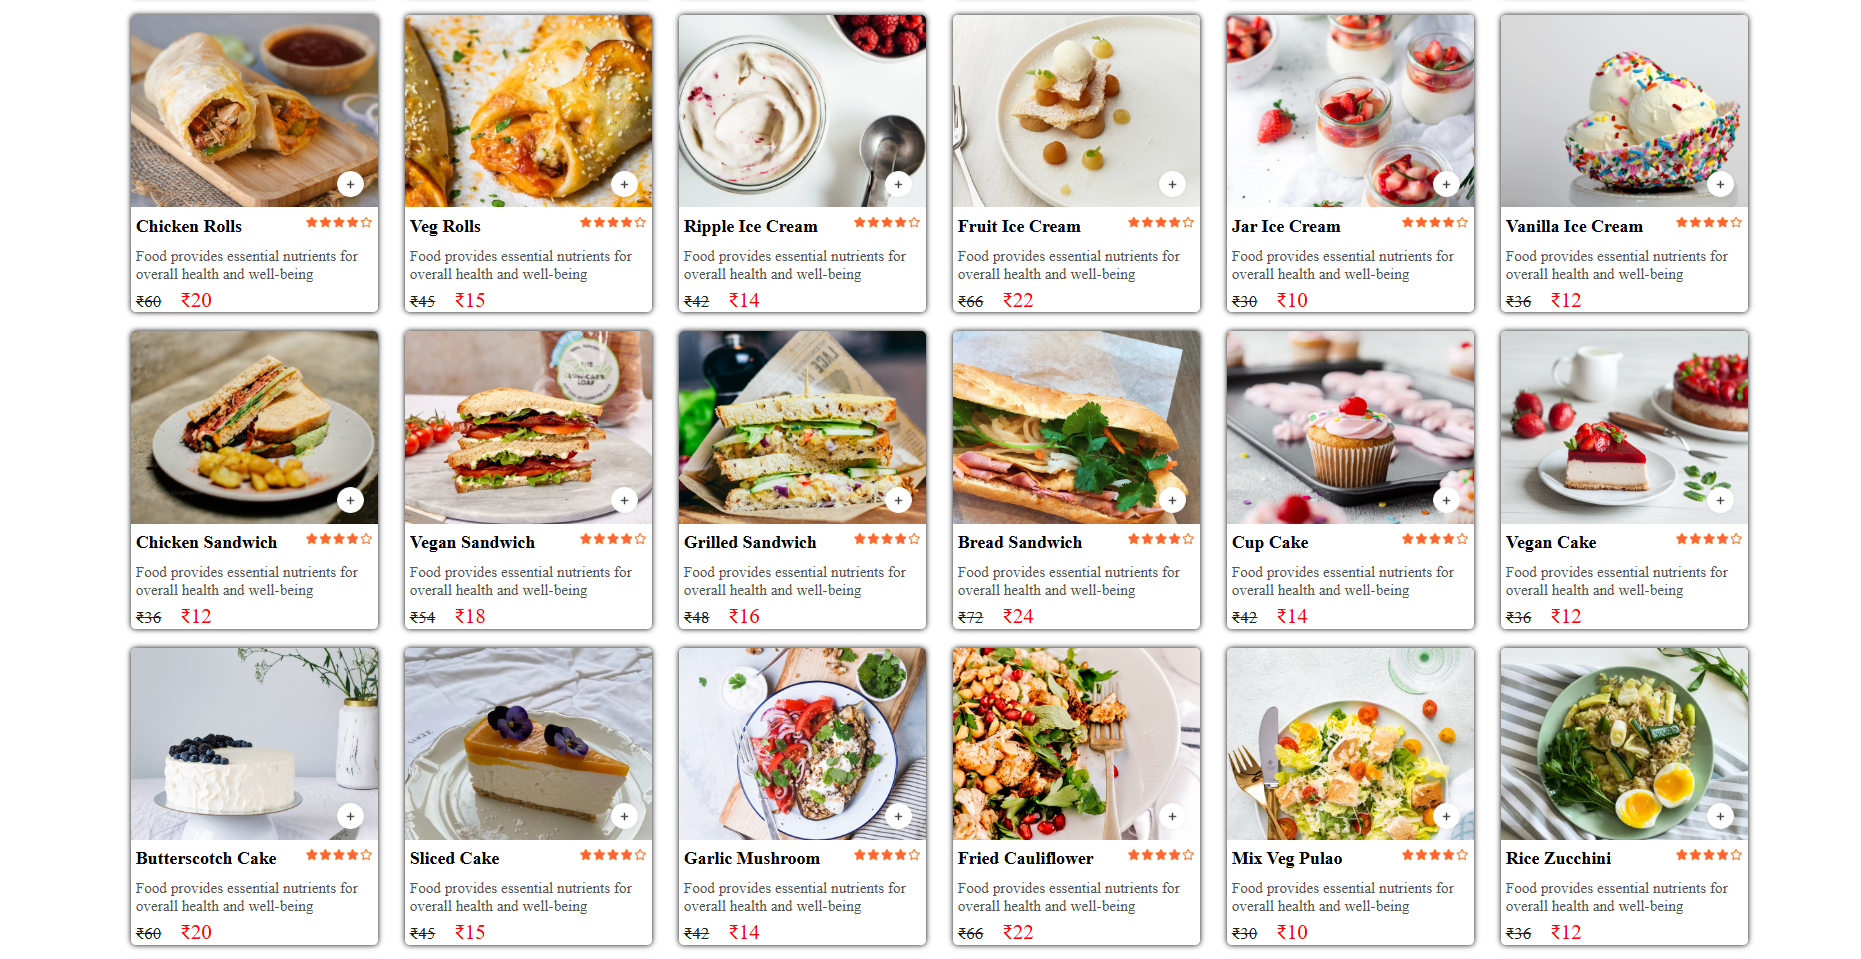 Chicken Rolls
Food provides essential nutrients for
overall health and well-being
₹60 ₹20
Veg Rolls
Food provides essential nutrients for
overall health and well-being
₹45 ₹15
Ripple Ice Cream
Food provides essential nutrients for
overall health and well-being
₹42 ₹14
Fruit Ice Cream
Food provides essential nutrients for
overall health and well-being
₹66 ₹22
Jar Ice Cream
Food provides essential nutrients for
overall health and well-being
₹30 ₹10
Vanilla Ice Cream
Food provides essential nutrients for
overall health and well-being
₹36 ₹12
Chicken Sandwich
Food provides essential nutrients for
overall health and well-being
₹36 ₹12
LOW-CARB
LOAF
Vegan Sandwich
Food provides essential nutrients for
overall health and well-being
₹54 ₹18
Grilled Sandwich
Food provides essential nutrients for
overall health and well-being
₹48 ₹16
Bread Sandwich
Food provides essential nutrients for
overall health and well-being
₹72 ₹24
Cup Cake
Food provides essential nutrients for
overall health and well-being
₹42 ₹14
Vegan Cake
Food provides essential nutrients for
overall health and well-being
₹36 ₹12
Butterscotch Cake
Food provides essential nutrients for
overall health and well-being
₹60 ₹20
VOGUE
Sliced Cake
Food provides essential nutrients for
overall health and well-being
₹45 ₹15
Garlic Mushroom
Food provides essential nutrients for
overall health and well-being
₹42 ₹14
Fried Cauliflower
Food provides essential nutrients for
overall health and well-being
₹66 ₹22
Mix Veg Pulao
Food provides essential nutrients for
overall health and well-being
₹30 ₹10
Rice Zucchini
Food provides essential nutrients for
overall health and well-being
₹36 ₹12